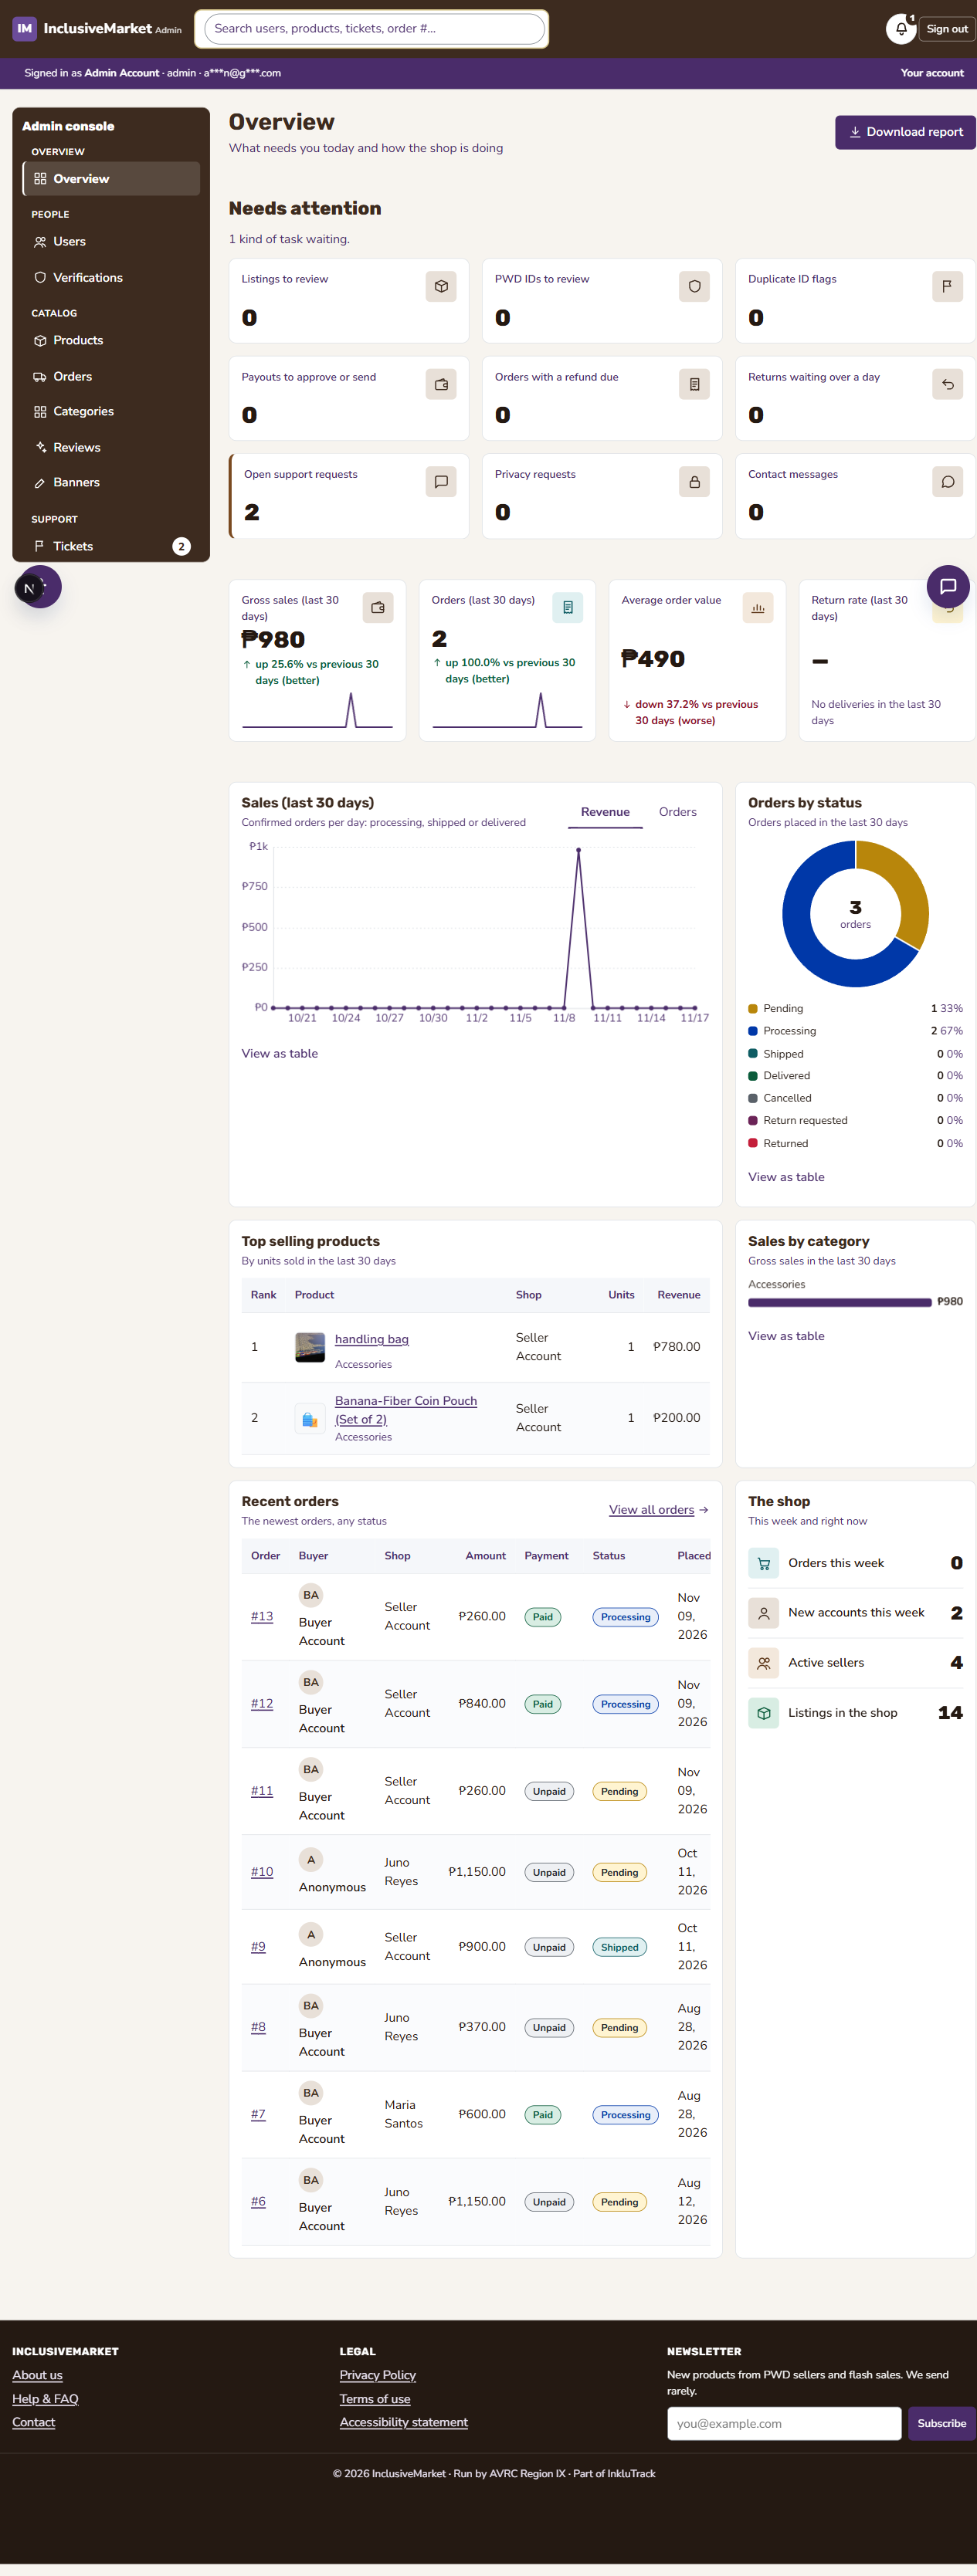 IM InclusiveMarket Admin
Search users, products, tickets, order #...
1
Sign out
Signed in as Admin Account · admin · a***n@g***.com
Your account
Admin console
OVERVIEW
Overview
PEOPLE
Users
Verifications
CATALOG
Products
Orders
Categories
Reviews
Banners
SUPPORT
Tickets 2
N
Overview
What needs you today and how the shop is doing
Download report
Needs attention
1 kind of task waiting.
Listings to review
0
PWD IDs to review
0
Duplicate ID flags
0
Payouts to approve or send
0
Orders with a refund due
0
Returns waiting over a day
0
Open support requests
2
Privacy requests
0
Contact messages
0
Gross sales (last 30
days)
₱980
↑ up 25.6% vs previous 30
days (better)
Orders (last 30 days)
2
↑ up 100.0% vs previous 30
days (better)
Average order value
₱490
↓ down 37.2% vs previous
30 days (worse)
Return rate (last 30
days)
–
No deliveries in the last 30
days
Sales (last 30 days)
Confirmed orders per day: processing, shipped or delivered
Revenue
Orders
₱1k
₱750
₱500
₱250
₱0
10/21 10/24 10/27 10/30 11/2 11/5 11/8 11/11 11/14 11/17
View as table
Orders by status
Orders placed in the last 30 days
3
orders
Pending 1 33%
Processing 2 67%
Shipped 0 0%
Delivered 0 0%
Cancelled 0 0%
Return requested 0 0%
Returned 0 0%
View as table
Top selling products
By units sold in the last 30 days
Rank Product Shop Units Revenue
1 handling bag
Accessories
Seller
Account
1 ₱780.00
2 Banana-Fiber Coin Pouch
(Set of 2)
Accessories
Seller
Account
1 ₱200.00
Sales by category
Gross sales in the last 30 days
Accessories
₱980
View as table
Recent orders
The newest orders, any status
View all orders →
Order Buyer Shop Amount Payment Status Placed
#13 BA
Buyer
Account
Seller
Account
₱260.00 Paid Processing
Nov
09,
2026
#12 BA
Buyer
Account
Seller
Account
₱840.00 Paid Processing
Nov
09,
2026
#11 BA
Buyer
Account
Seller
Account
₱260.00 Unpaid Pending
Nov
09,
2026
#10 A
Anonymous
Juno
Reyes
₱1,150.00 Unpaid Pending
Oct
11,
2026
#9 A
Anonymous
Seller
Account
₱900.00 Unpaid Shipped
Oct
11,
2026
#8 BA
Buyer
Account
Juno
Reyes
₱370.00 Unpaid Pending
Aug
28,
2026
#7 BA
Buyer
Account
Maria
Santos
₱600.00 Paid Processing
Aug
28,
2026
#6 BA
Buyer
Account
Juno
Reyes
₱1,150.00 Unpaid Pending
Aug
12,
2026
The shop
This week and right now
Orders this week 0
New accounts this week 2
Active sellers 4
Listings in the shop 14
INCLUSIVEMARKET
About us
Help & FAQ
Contact
LEGAL
Privacy Policy
Terms of use
Accessibility statement
NEWSLETTER
New products from PWD sellers and flash sales. We send
rarely.
you@example.com
Subscribe
© 2026 InclusiveMarket · Run by AVRC Region IX · Part of InkluTrack